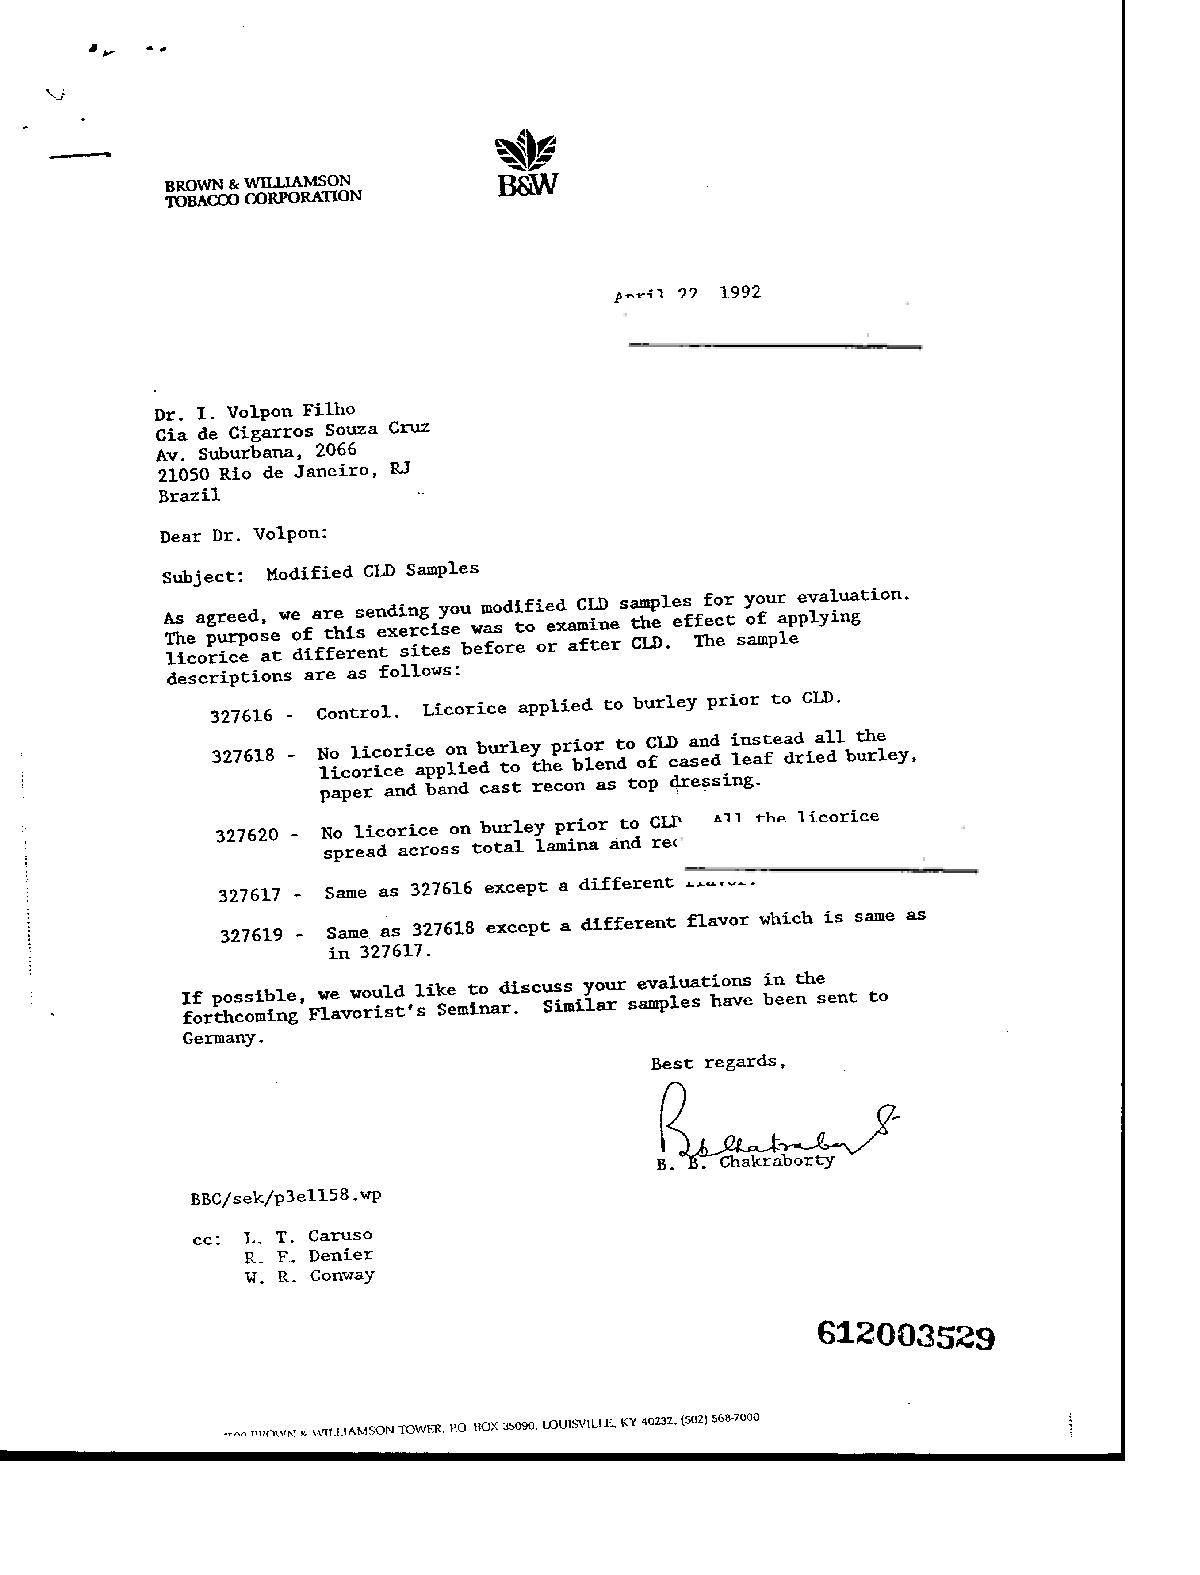 BROWN & WILLIAMSON
TOBACCO CORPORATION
B&W
April 22 1992
Dr. I. Volpon Filho
Cia de Cigarros Souza Cruz
Av. Suburbana, 2066
21050 Rio de Janeiro, RJ
Brazil
Dear Dr. Volpon:
Subject: Modified CLD Samples
As agreed, we are sending you modified CLD samples for your evaluation.
The purpose of this exercise was to examine the effect of applying
licorice at different sites before or after CLD. The sample
descriptions are as follows:
327616 - Control. Licorice applied to burley prior to CLD.
327618 - No licorice on burley prior to CLD and instead all the
licorice applied to the blend of cased leaf dried burley,
paper and band cast recon as top dressing.
327620 - No licorice on burley prior to CLD All the licorice
spread across total lamina and
327617 - Same as 327616 except a different
327619 - Same as 327618 except a different flavor which is same as
in 327617.
If possible, we would like to discuss your evaluations in the
forthcoming Flavorist's Seminar. Similar samples have been sent to
Germany.
Best regards,
B. B. Chakraborty
BBC/sek/p3e1158.wp
cc: L. T. Caruso
R. F. Denier
W. R. Conway
612003529
BROWN & WILLIAMSON TOWER, P.O. BOX 35090, LOUISVILLE, KY 40232, (502) 568-7000